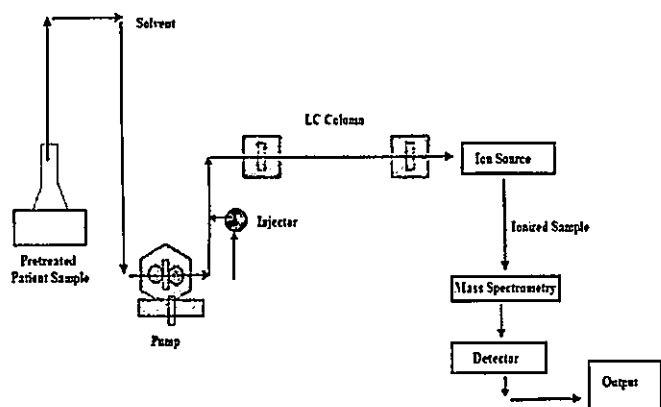 Solvent
LC Column
Ion Source
Injector
Ionized Sample
Pretreated
Patient Sample
Mass Spectrometry
Pump
Detector
Output